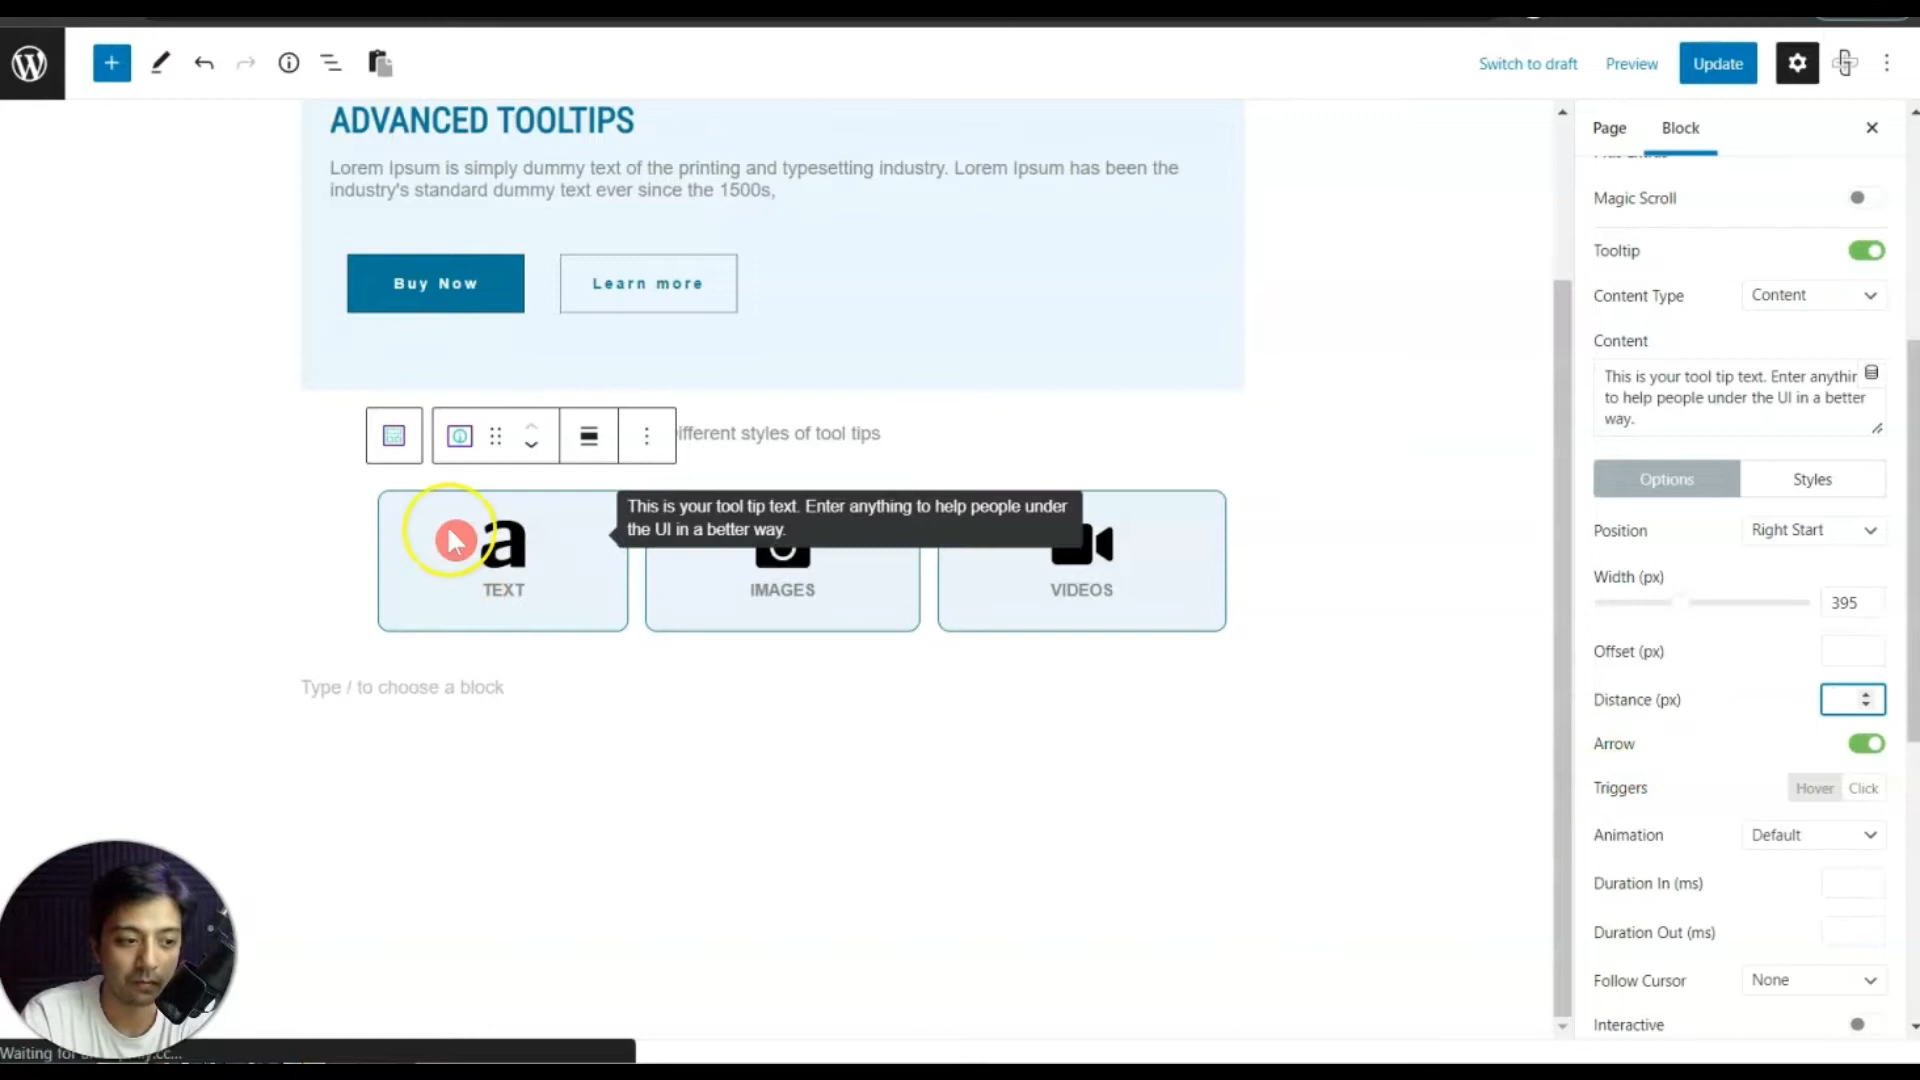 Switch to draft
Preview
Update
ADVANCED TOOLTIPS
Lorem Ipsum is simply dummy text of the printing and typesetting industry. Lorem Ipsum has been the
industry's standard dummy text ever since the 1500s,
Buy Now
Learn more
ifferent styles of tool tips
This is your tool tip text. Enter anything to help people under
the UI in a better way.
a
TEXT
IMAGES
VIDEOS
Type / to choose a block
Waiting for
Page
Block
Magic Scroll
Tooltip
Content Type
Content
Content
This is your tool tip text. Enter anythin
to help people under the UI in a better
way.
Options
Styles
Position
Right Start
Width (px)
395
Offset (px)
Distance (px)
Arrow
Triggers
Hover
Click
Animation
Default
Duration In (ms)
Duration Out (ms)
Follow Cursor
None
Interactive